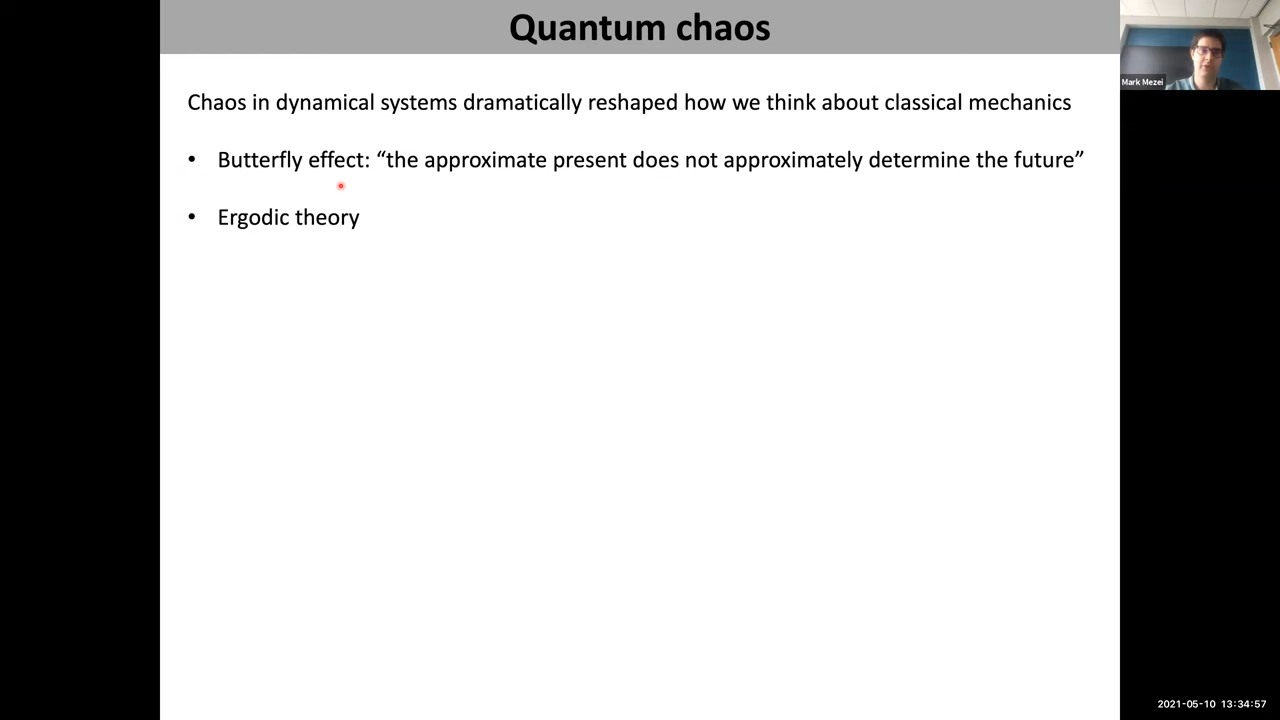 Quantum chaos
Mark Mezei
Chaos in dynamical systems dramatically reshaped how we think about classical mechanics
• Butterfly effect: “the approximate present does not approximately determine the future”
• Ergodic theory
2021-05-10 13:34:57